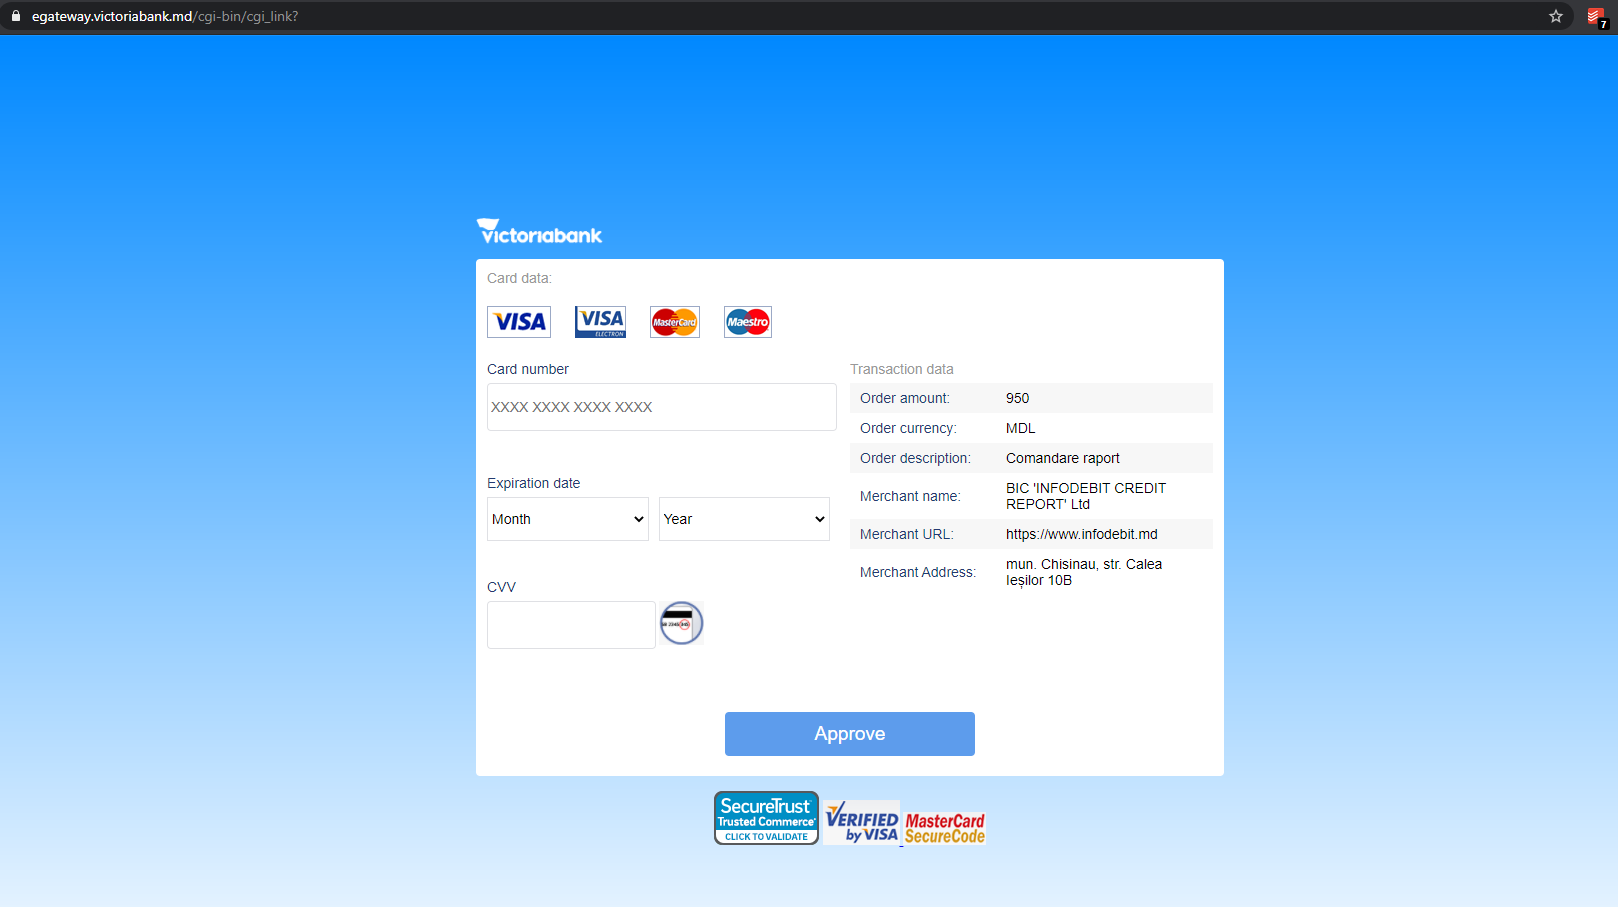 egateway.victoriabank.md/cgi-bin/cgi_link?
7
victoriabank
Card data:
VISA
VISA
ELECTRON
MasterCard
Maestro
Card number
XXXX XXXX XXXX XXXX
Expiration date
Month
Year
CVV
Transaction data
Order amount: 950
Order currency: MDL
Order description: Comandare raport
Merchant name: BIC 'INFODEBIT CREDIT
REPORT' Ltd
Merchant URL: https://www.infodebit.md
Merchant Address: mun. Chisinau, str. Calea
Ieșilor 10B
Approve
SecureTrust
Trusted Commerce
CLICK TO VALIDATE
VERIFIED
by VISA
MasterCard
SecureCode